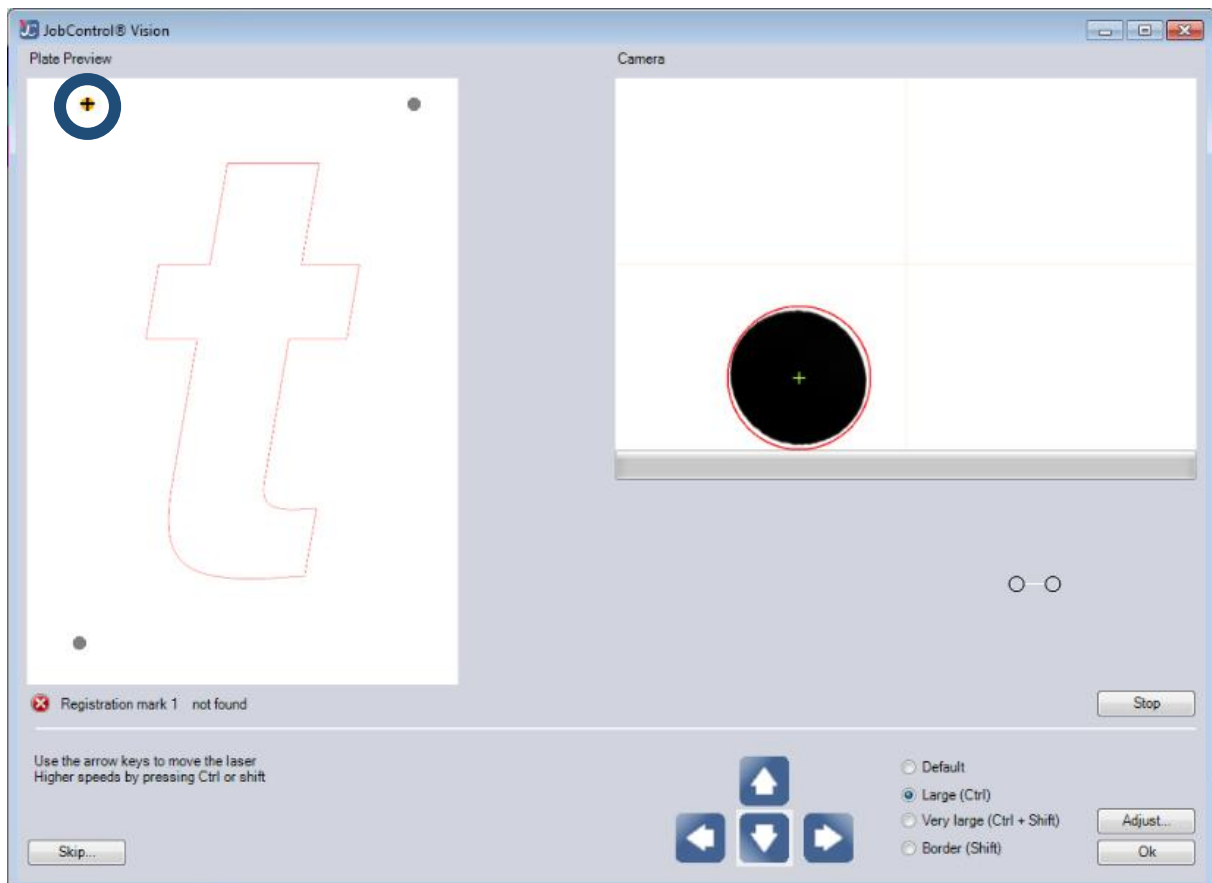 JobControl® Vision
Plate Preview
Camera
Registration mark 1 not found
Stop
Use the arrow keys to move the laser
Higher speeds by pressing Ctrl or shift
Default
Large (Ctrl)
Very large (Ctrl + Shift)
Border (Shift)
Adjust...
Skip...
Ok
t